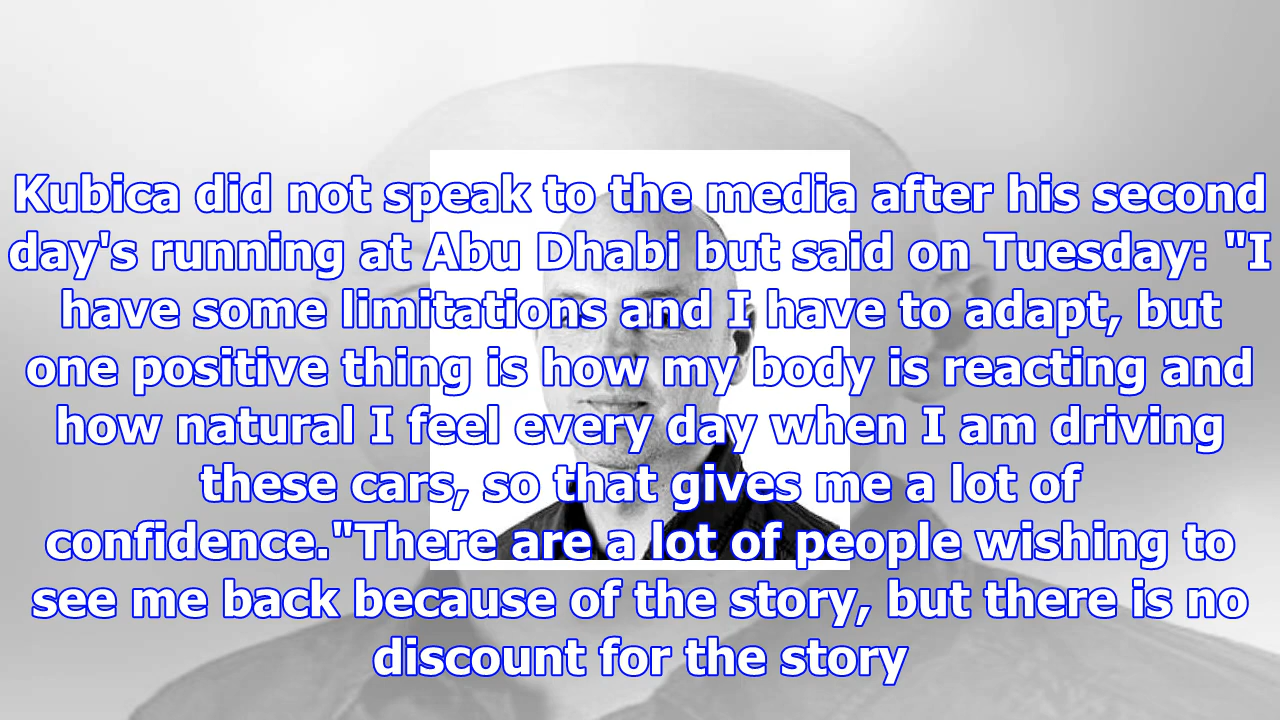 Kubica did not speak to the media after his second
day's running at Abu Dhabi but said on Tuesday: "I
have some limitations and I have to adapt, but
one positive thing is how my body is reacting and
how natural I feel every day when I am driving
these cars, so that gives me a lot of
confidence."There are a lot of people wishing to
see me back because of the story, but there is no
discount for the story